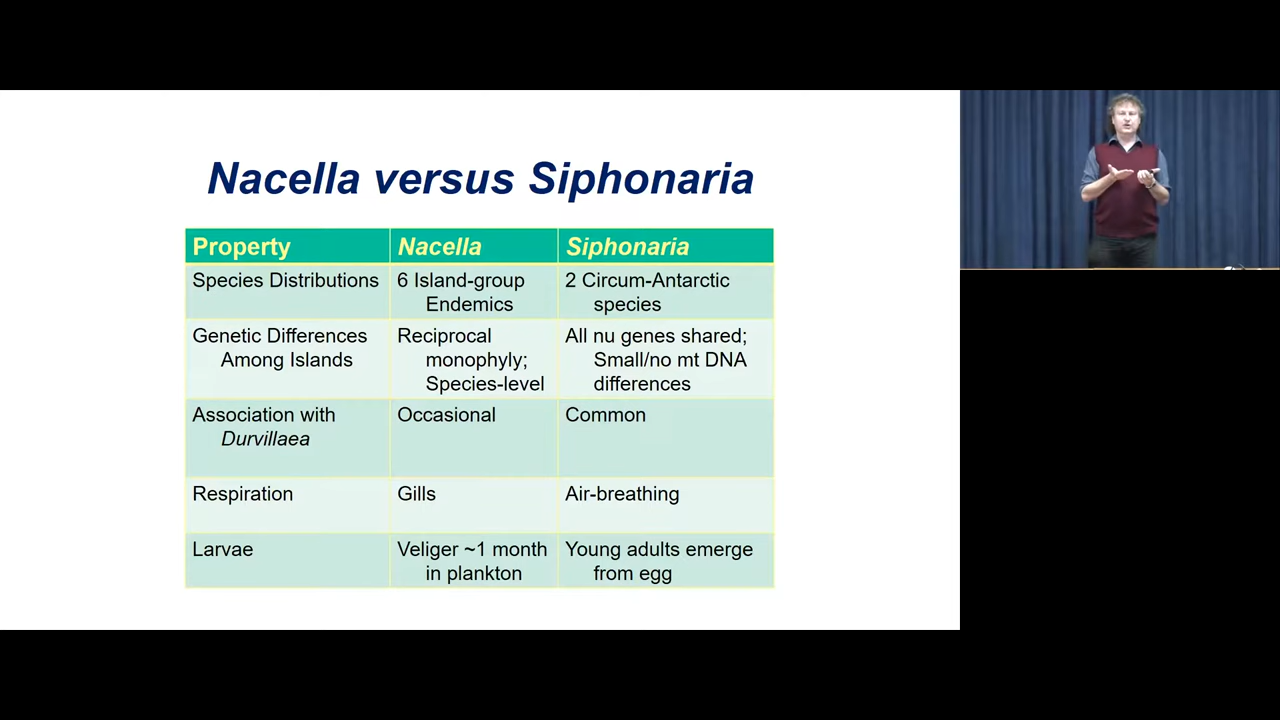 Nacella versus Siphonaria
Property Nacella Siphonaria
Species Distributions 6 Island-group 2 Circum-Antarctic
Endemics species
Genetic Differences Reciprocal All nu genes shared;
Among Islands monophyly; Small/no mt DNA
Species-level differences
Association with Occasional Common
Durvillaea
Respiration Gills Air-breathing
Larvae Veliger ~1 month Young adults emerge
in plankton from egg